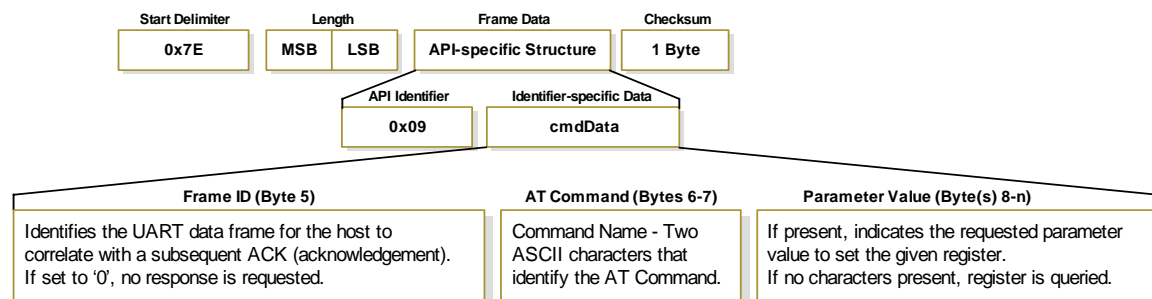 Start Delimiter Length Frame Data Checksum
0x7E MSB LSB API-specific Structure 1 Byte
API Identifier Identifier-specific Data
0x09 cmdData
Frame ID (Byte 5)
Identifies the UART data frame for the host to
correlate with a subsequent ACK (acknowledgement).
If set to ‘0’, no response is requested.
AT Command (Bytes 6-7)
Command Name - Two
ASCII characters that
identify the AT Command.
Parameter Value (Byte(s) 8-n)
If present, indicates the requested parameter
value to set the given register.
If no characters present, register is queried.